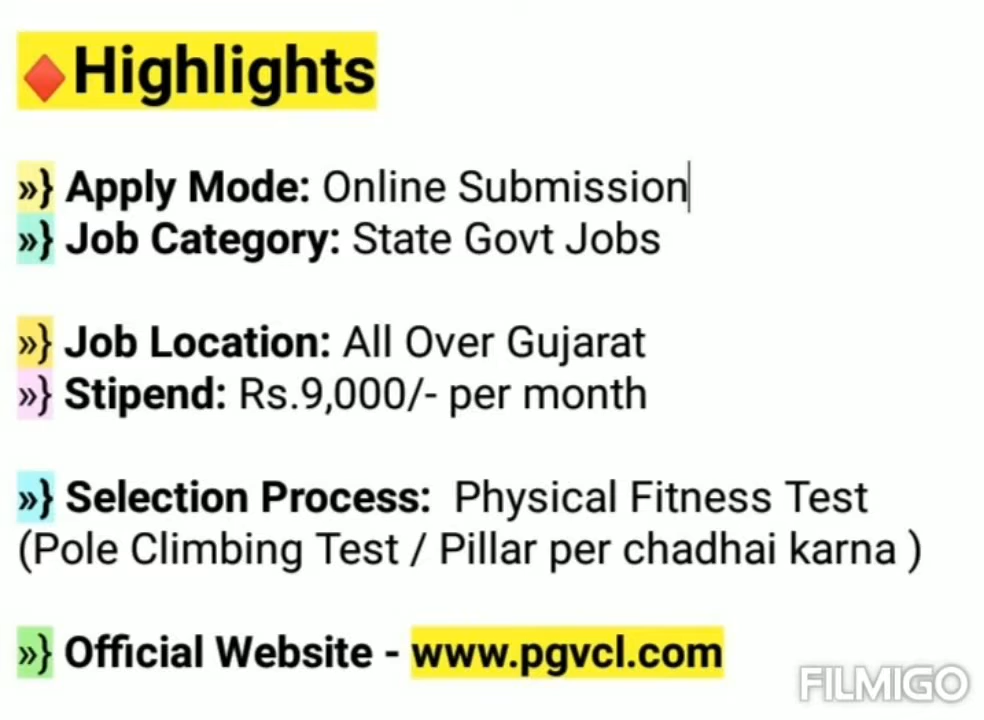 ♦Highlights
»} Apply Mode: Online Submission
»} Job Category: State Govt Jobs
»} Job Location: All Over Gujarat
»} Stipend: Rs.9,000/- per month
»} Selection Process: Physical Fitness Test
(Pole Climbing Test / Pillar per chadhai karna )
»} Official Website - www.pgvcl.com
FILMIGO